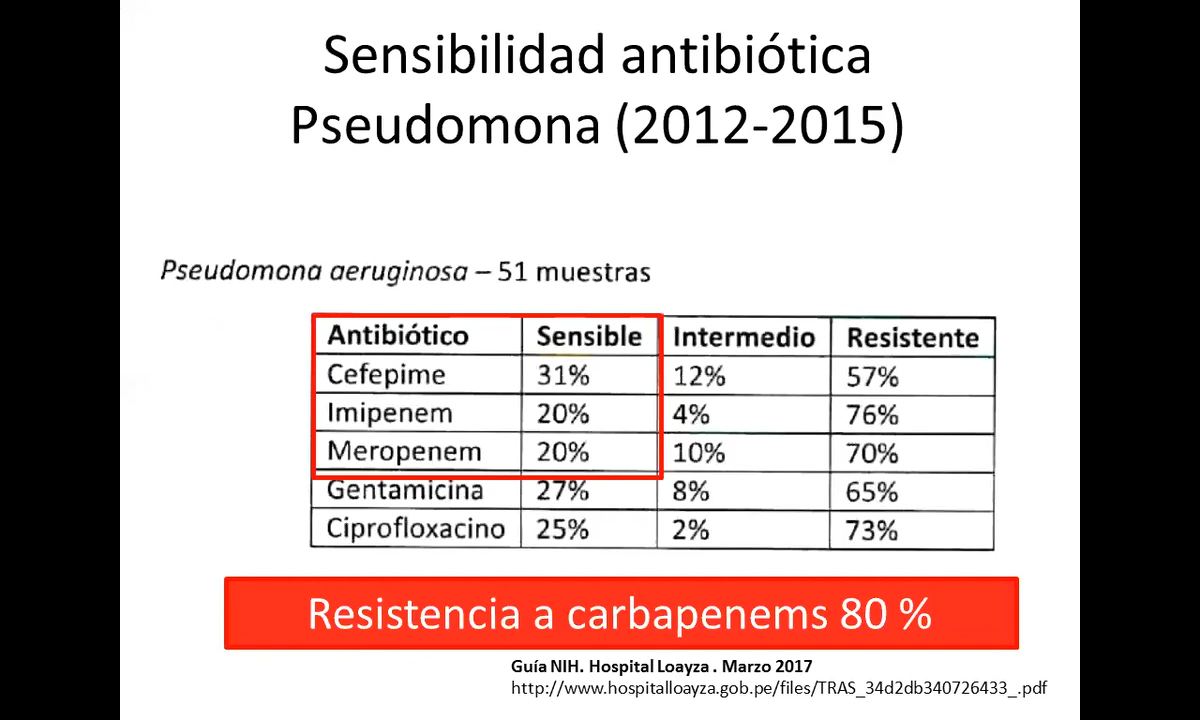 Sensibilidad antibiótica
Pseudomona (2012-2015)
Pseudomona aeruginosa – 51 muestras
Antibiótico Sensible Intermedio Resistente
Cefepime 31% 12% 57%
Imipenem 20% 4% 76%
Meropenem 20% 10% 70%
Gentamicina 27% 8% 65%
Ciprofloxacino 25% 2% 73%
Resistencia a carbapenems 80 %
Guía NIH. Hospital Loayza . Marzo 2017
http://www.hospitalloayza.gob.pe/files/TRAS_34d2db340726433_.pdf